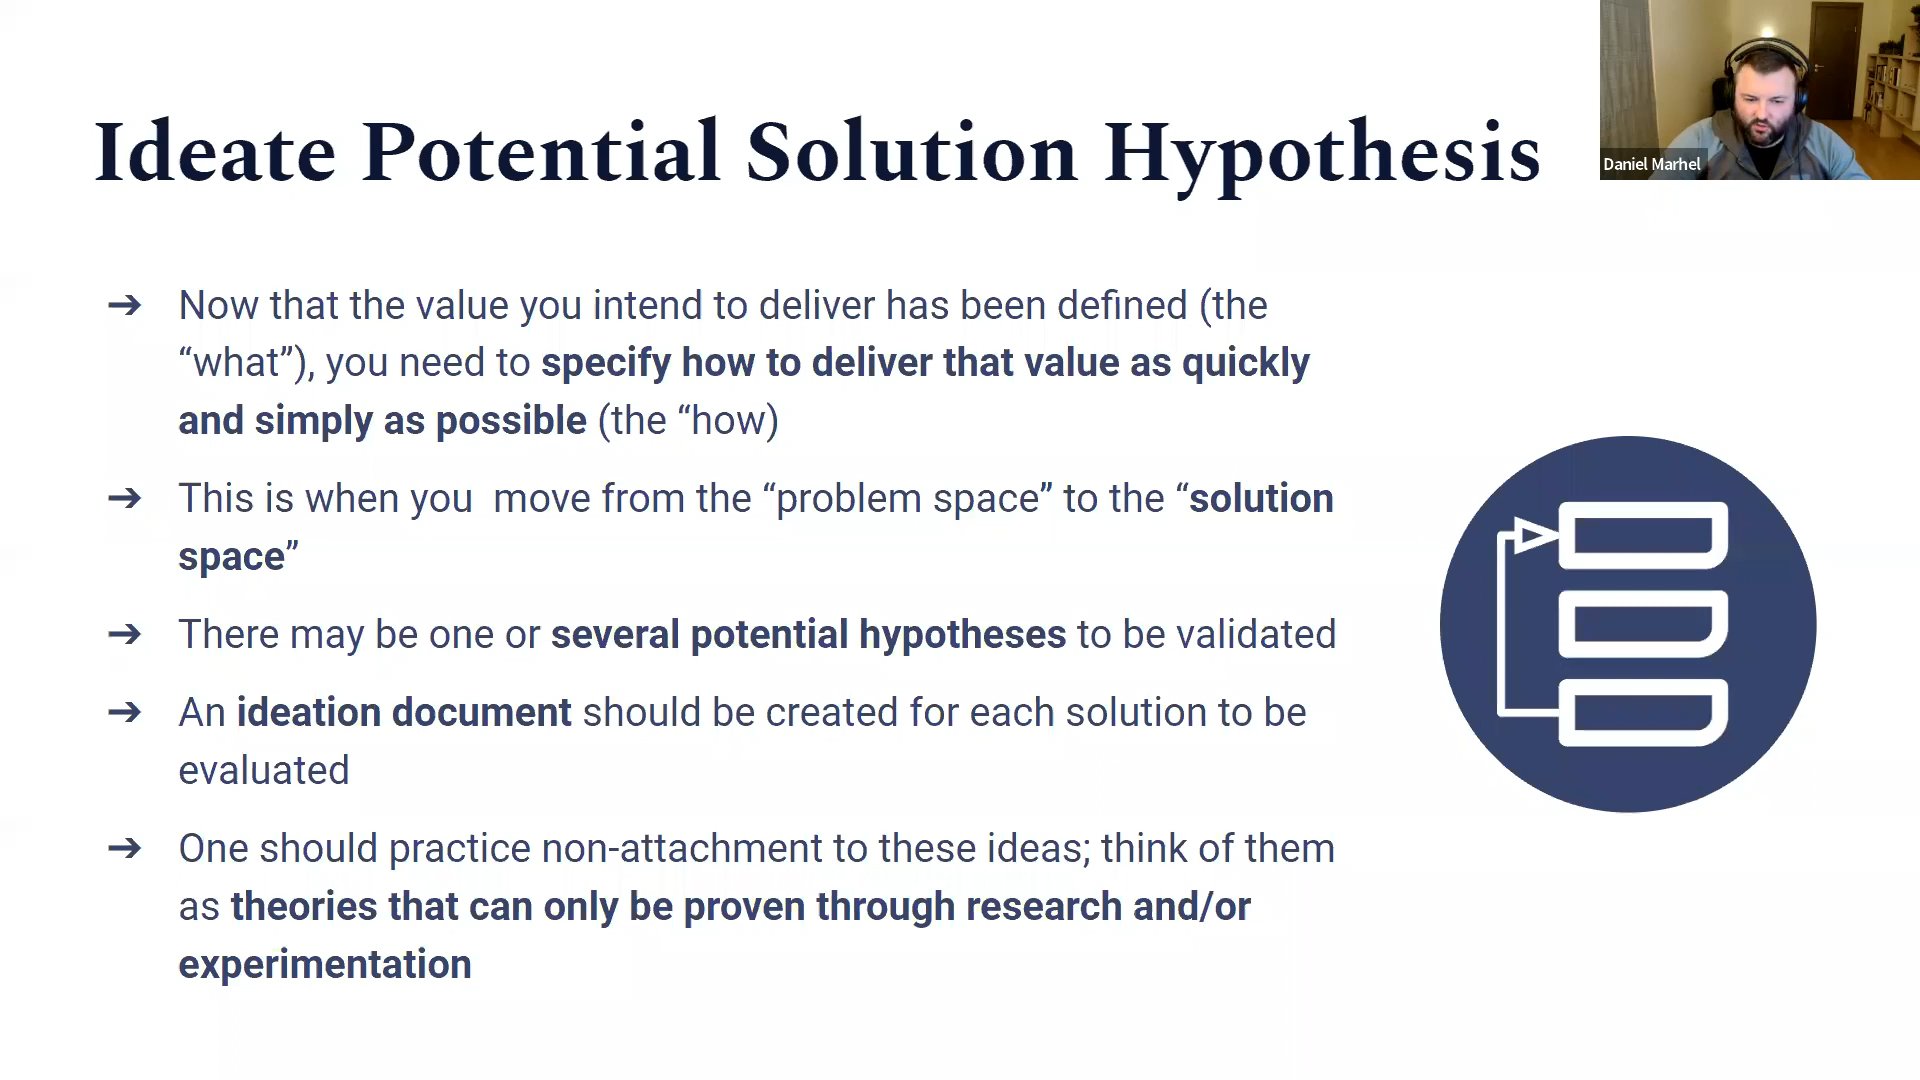 Ideate Potential Solution Hypothesis
Daniel Marhel
➔ Now that the value you intend to deliver has been defined (the
“what”), you need to specify how to deliver that value as quickly
and simply as possible (the “how)
➔ This is when you  move from the “problem space” to the “solution
space”
➔ There may be one or several potential hypotheses to be validated
➔ An ideation document should be created for each solution to be
evaluated
➔ One should practice non-attachment to these ideas; think of them
as theories that can only be proven through research and/or
experimentation